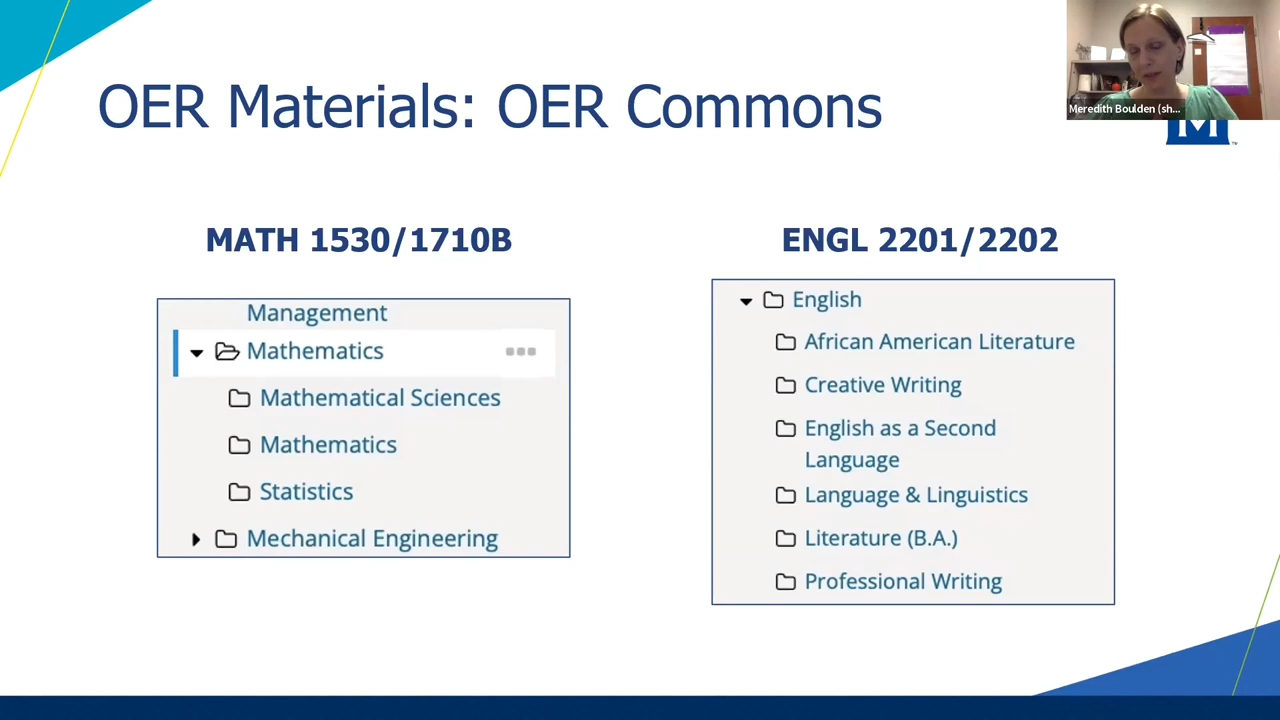 OER Materials: OER Commons
Meredith Boulden (sh...
M
™
MATH 1530/1710B
Management
Mathematics
Mathematical Sciences
Mathematics
Statistics
Mechanical Engineering
ENGL 2201/2202
English
African American Literature
Creative Writing
English as a Second
Language
Language & Linguistics
Literature (B.A.)
Professional Writing